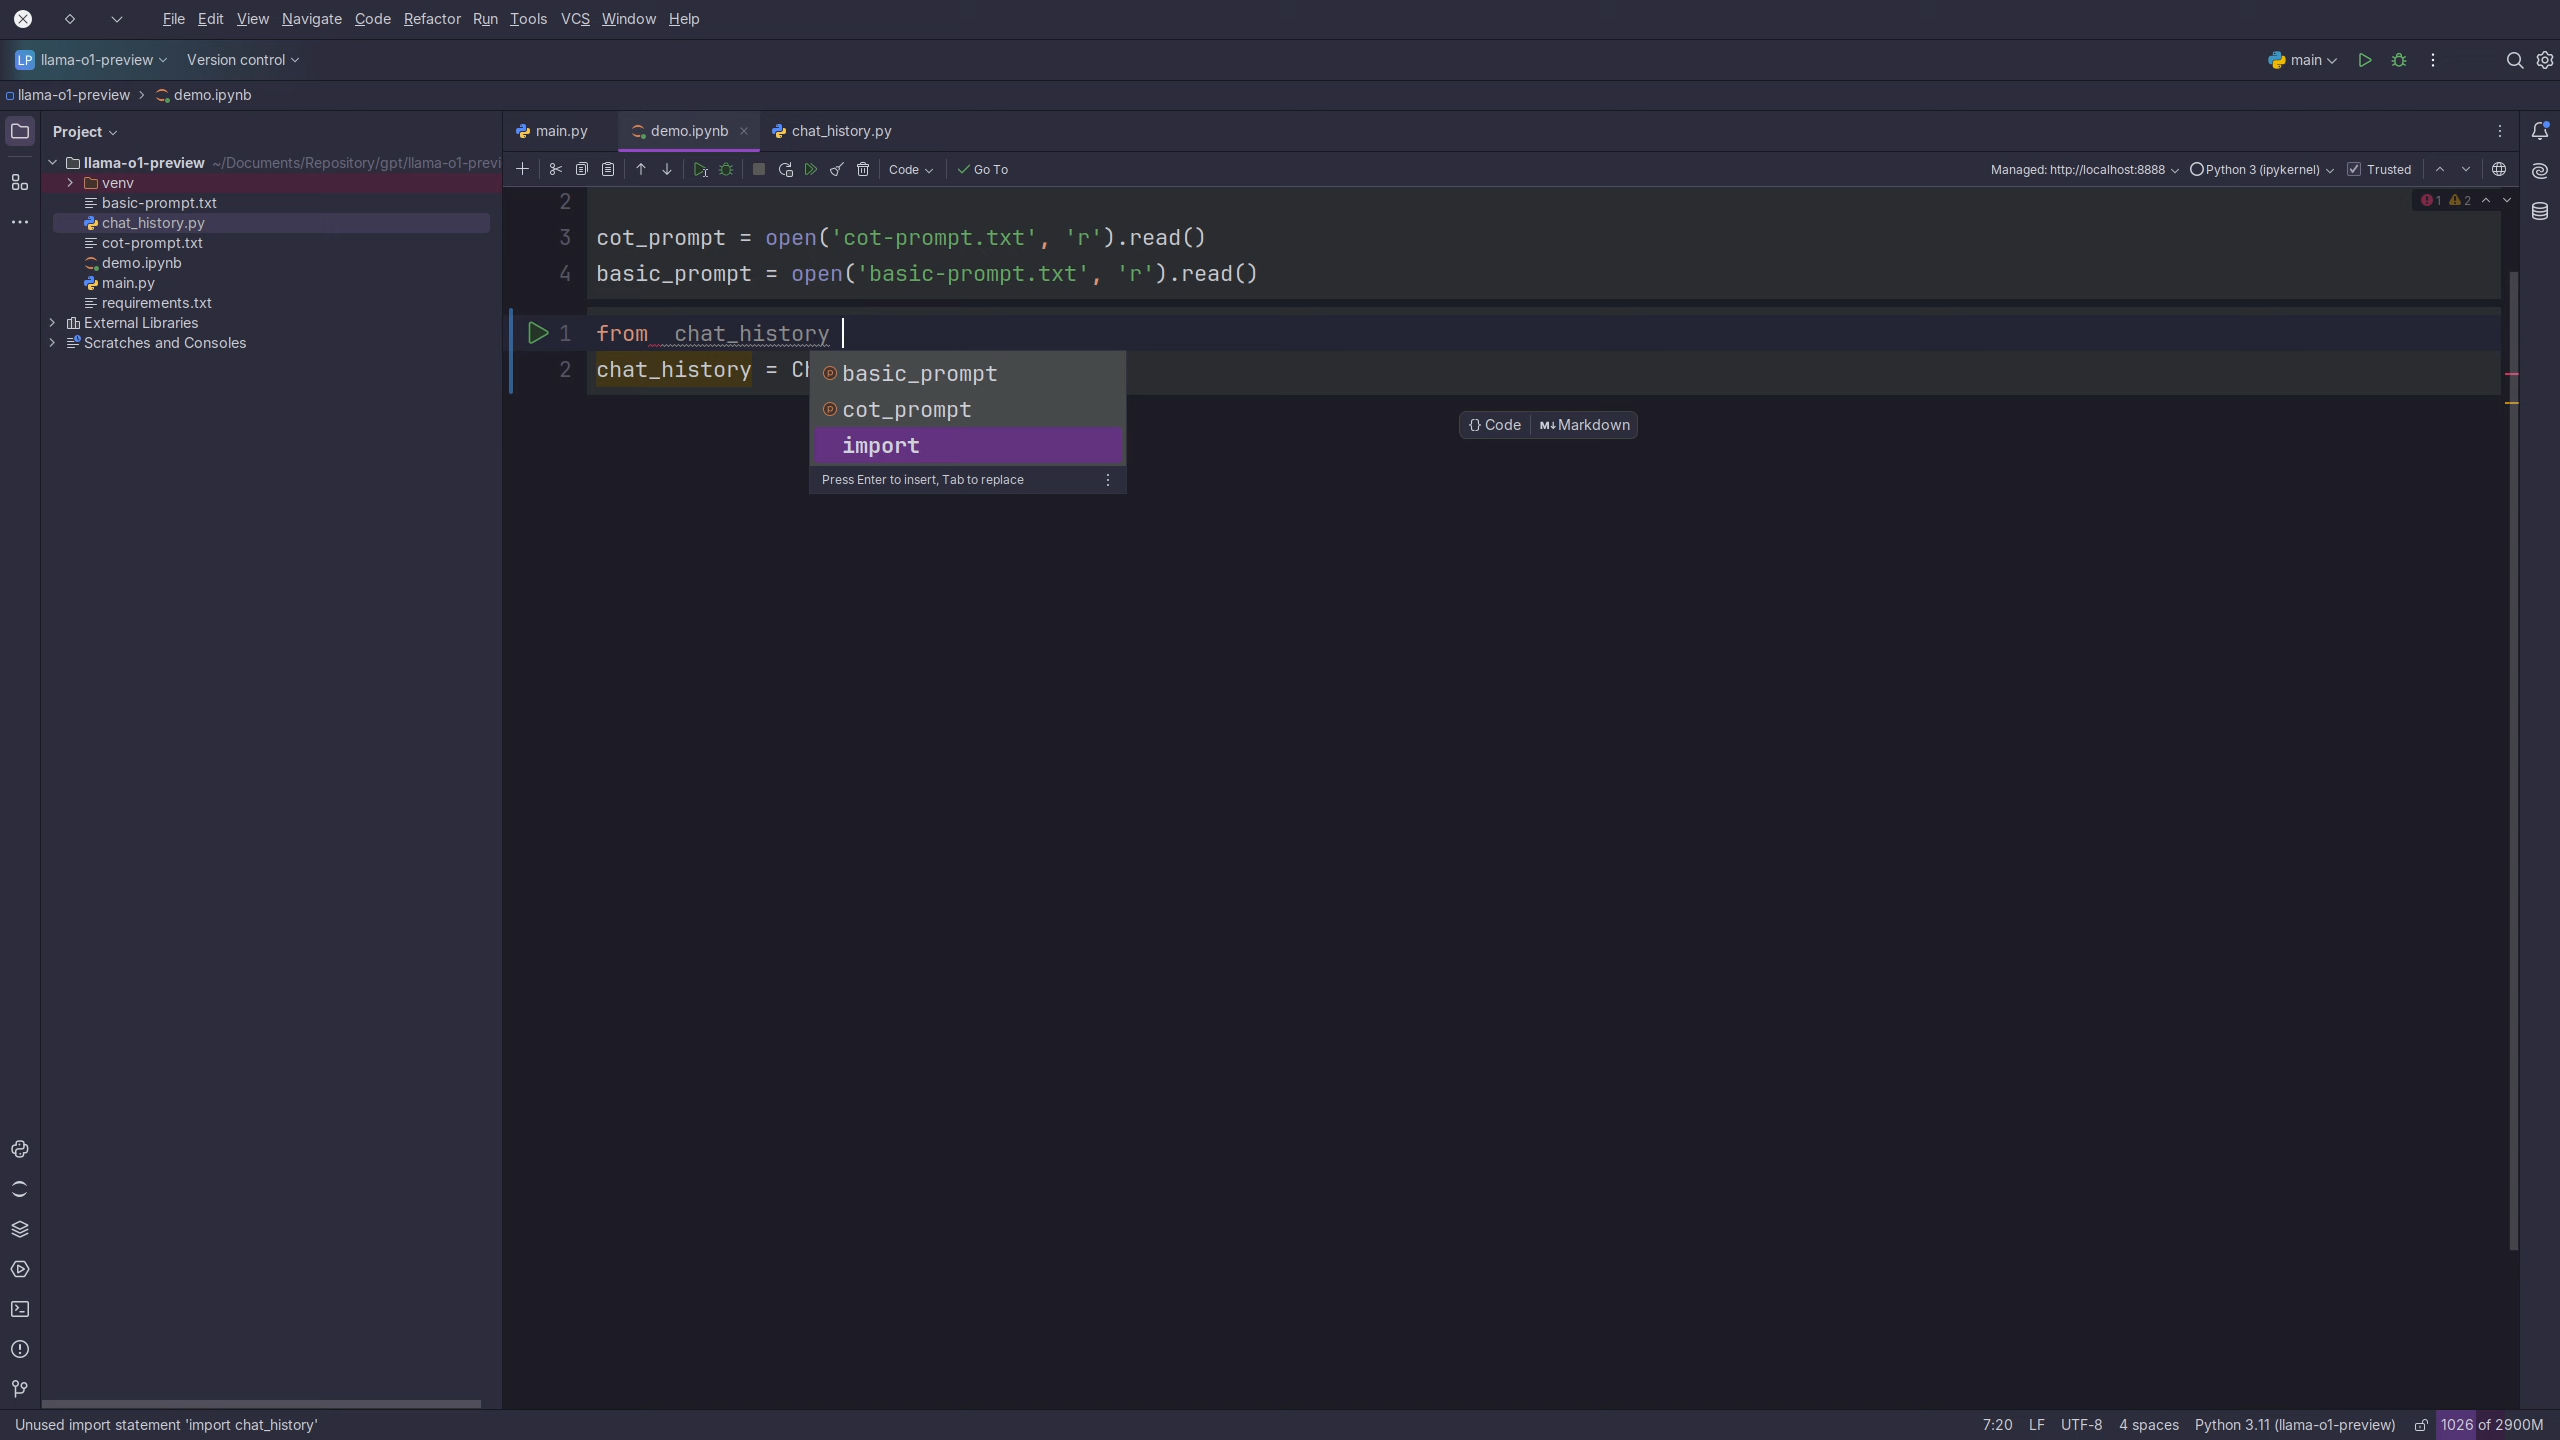 File Edit View Navigate Code Refactor Run Tools VCS Window Help
LP llama-o1-preview Version control
main
llama-o1-preview demo.ipynb
Project
main.py demo.ipynb chat_history.py
llama-o1-preview ~/Documents/Repository/gpt/llama-o1-previ
Code Go To Managed: http://localhost:8888 Python 3 (ipykernel) Trusted
venv
basic-prompt.txt
chat_history.py
cot-prompt.txt
demo.ipynb
main.py
requirements.txt
External Libraries
Scratches and Consoles
1 2
2
3 cot_prompt = open('cot-prompt.txt', 'r').read()
4 basic_prompt = open('basic-prompt.txt', 'r').read()
1 from  chat_history
2 chat_history = Ch
basic_prompt
cot_prompt
import
Press Enter to insert, Tab to replace
{} Code M↓ Markdown
Unused import statement 'import chat_history'
7:20 LF UTF-8 4 spaces Python 3.11 (llama-o1-preview) 1026 of 2900M